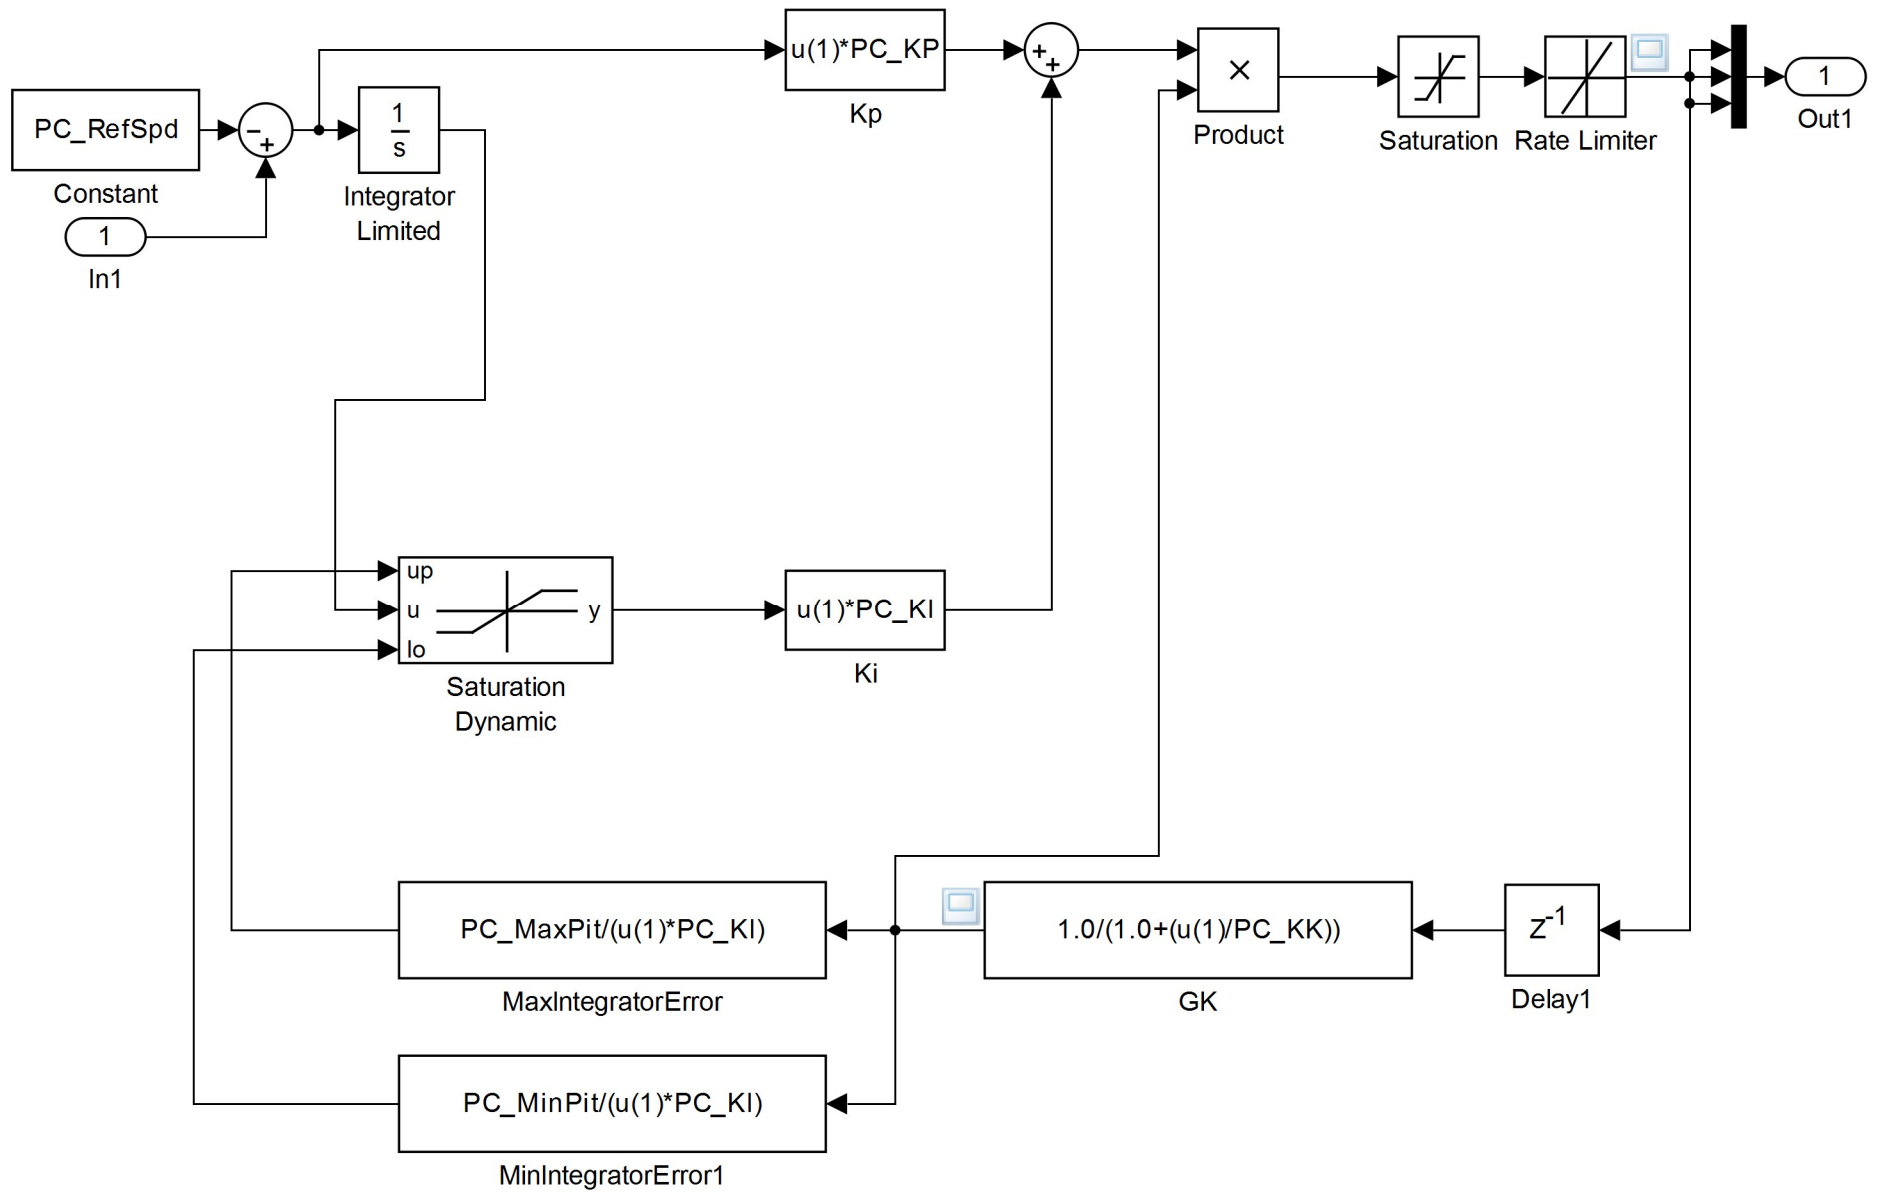 u(1)*PC_KP
Kp
PC_RefSpd
Constant
1
In1
−
+
1
s
Integrator
Limited
+
+
×
Product
Saturation
Rate Limiter
1
Out1
up
u
lo
y
Saturation
Dynamic
u(1)*PC_KI
Ki
PC_MaxPit/(u(1)*PC_KI)
MaxIntegratorError
1.0/(1.0+(u(1)/PC_KK))
GK
Z-1
Delay1
PC_MinPit/(u(1)*PC_KI)
MinIntegratorError1